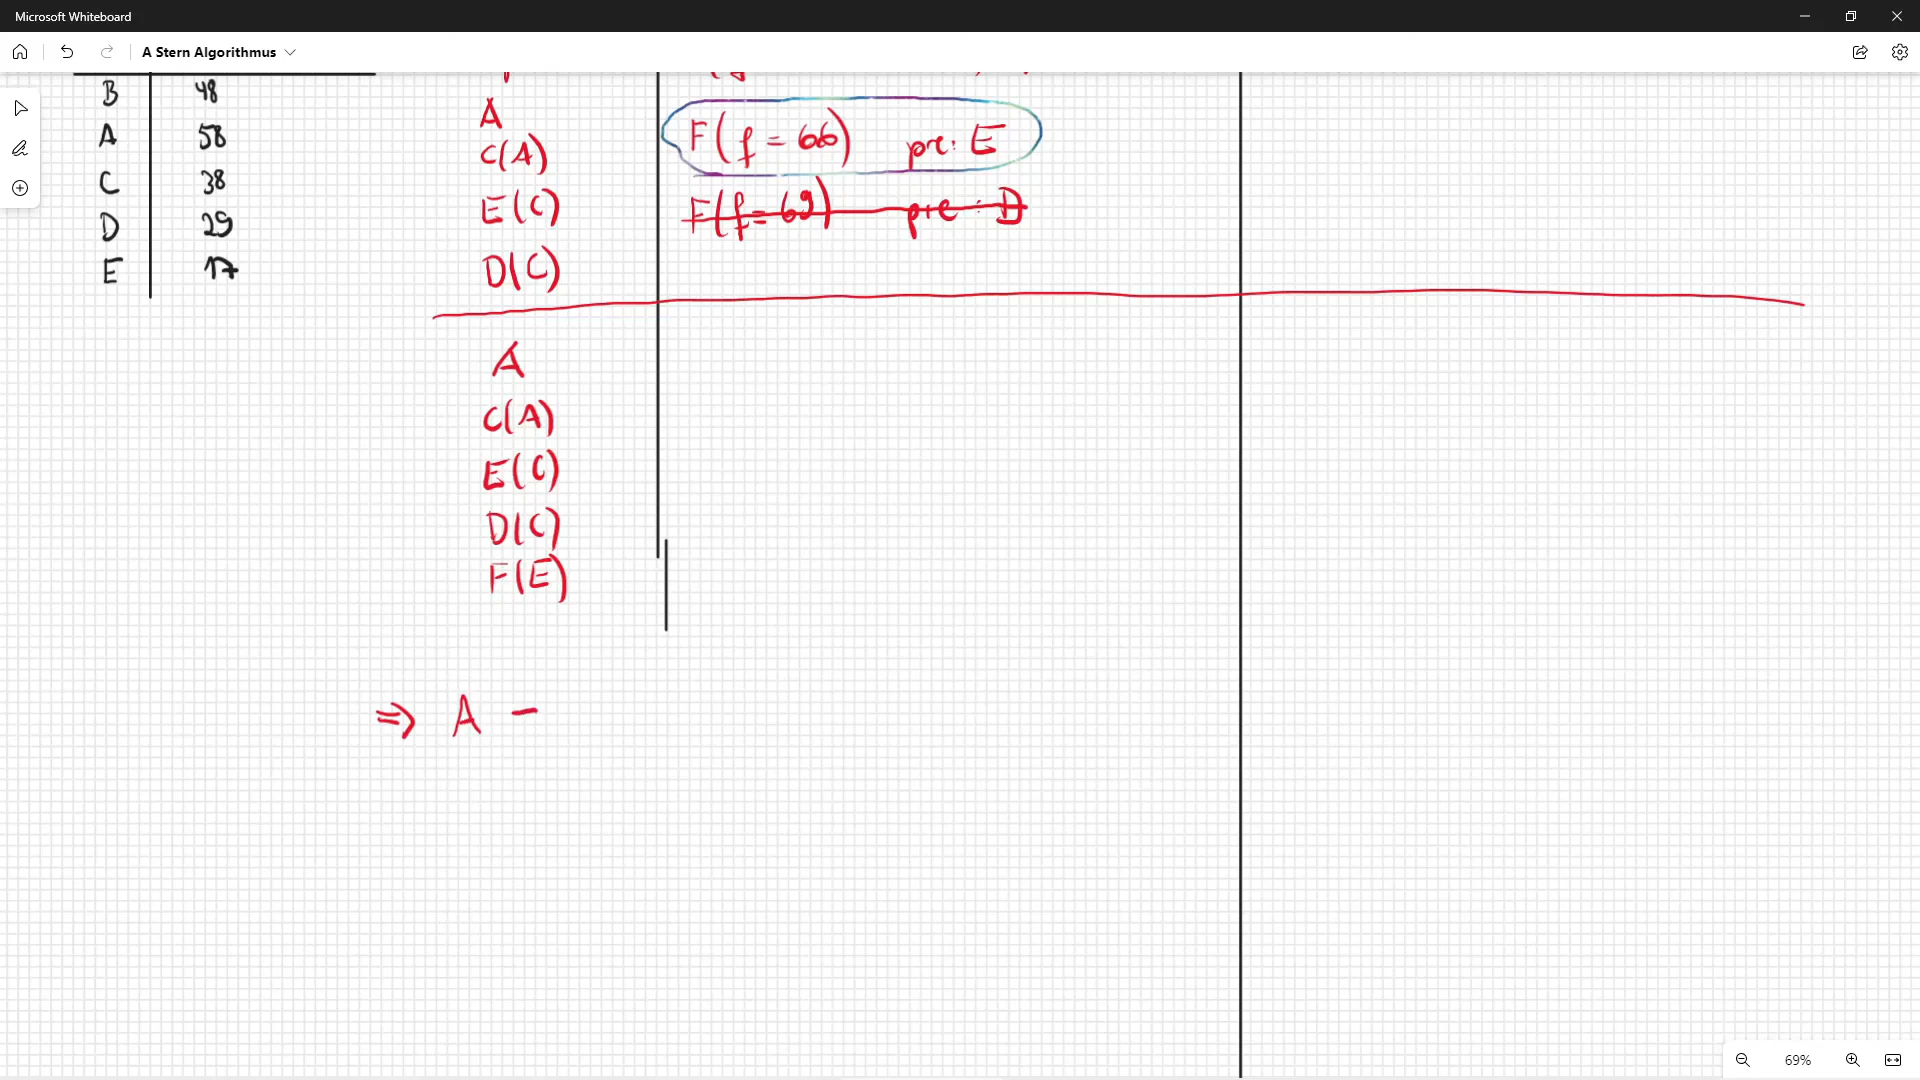 Microsoft Whiteboard
A Stern Algorithmus
B 48
A 58
C 38
D 29
E 17
A
C(A)
E(C)
D(C)
F(f = 66) pre: E
F(f = 69) pre: D
A
C(A)
E(C)
D(C)
F(E)
⇒ A -
69%